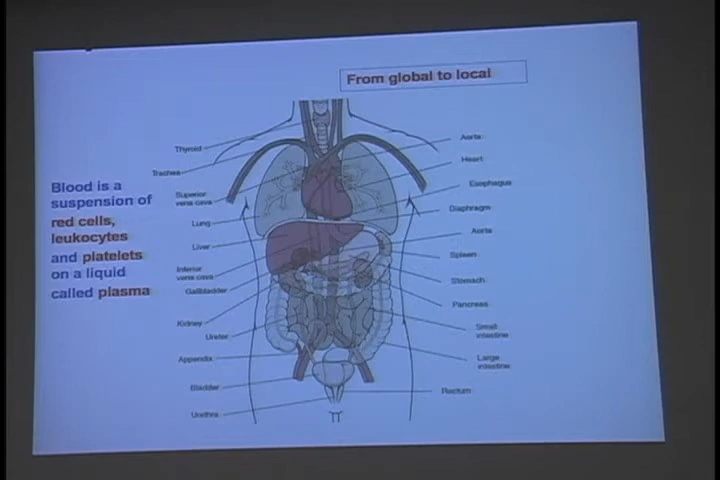 From global to local
Blood is a
suspension of
red cells,
leukocytes
and platelets
on a liquid
called plasma
Thyroid
Trachea
Superior
vena cava
Lung
Liver
Inferior
vena cava
Gallbladder
Kidney
Ureter
Appendix
Bladder
Urethra
Aorta
Heart
Esophagus
Diaphragm
Aorta
Spleen
Stomach
Pancreas
Small
intestine
Large
intestine
Rectum